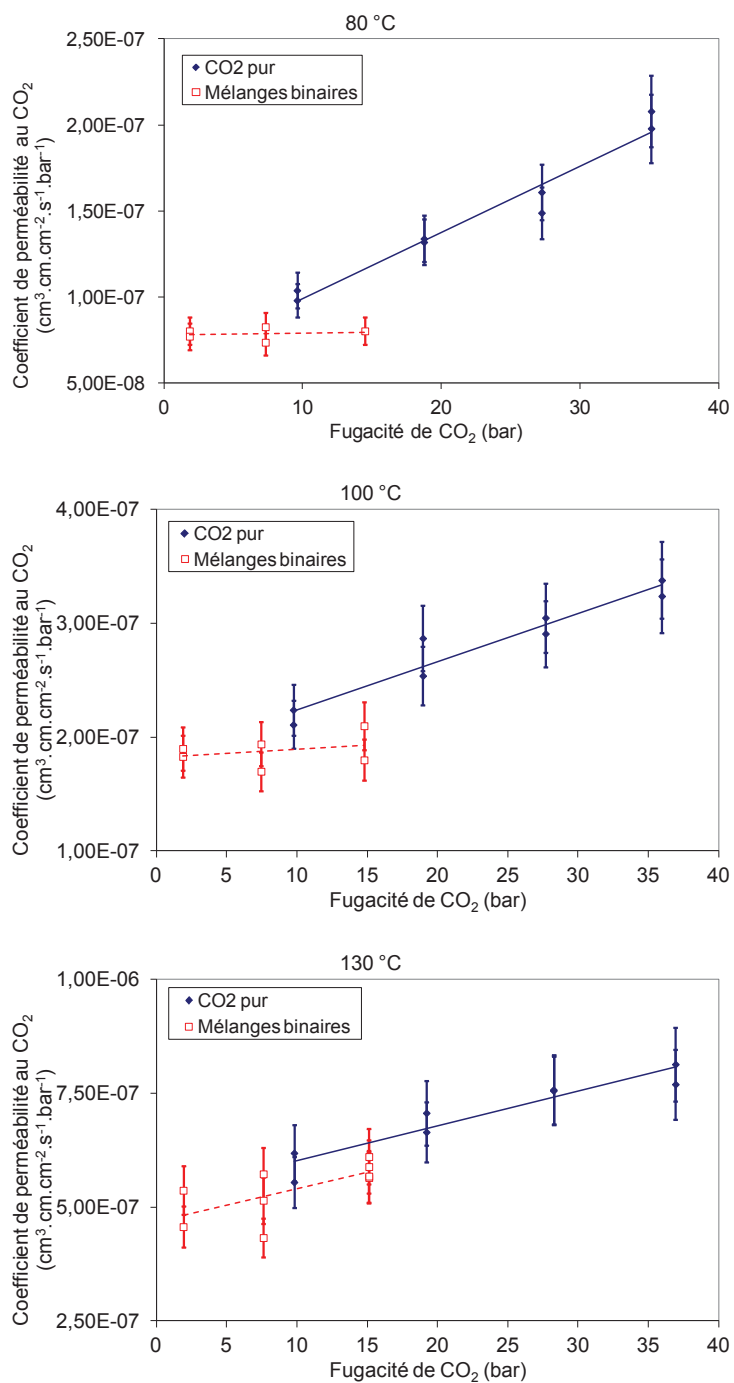 80 °C
2,50E-07
2,00E-07
1,50E-07
1,00E-07
5,00E-08
Coefficient de perméabilité au CO2
(cm³.cm.cm⁻².s⁻¹.bar⁻¹)
CO2 pur
Mélanges binaires
0 10 20 30 40
Fugacité de CO2 (bar)
100 °C
4,00E-07
3,00E-07
2,00E-07
1,00E-07
Coefficient de perméabilité au CO2
(cm³.cm.cm⁻².s⁻¹.bar⁻¹)
CO2 pur
Mélanges binaires
0 5 10 15 20 25 30 35 40
Fugacité de CO2 (bar)
130 °C
1,00E-06
7,50E-07
5,00E-07
2,50E-07
Coefficient de perméabilité au CO2
(cm³.cm.cm⁻².s⁻¹.bar⁻¹)
CO2 pur
Mélanges binaires
0 5 10 15 20 25 30 35 40
Fugacité de CO2 (bar)